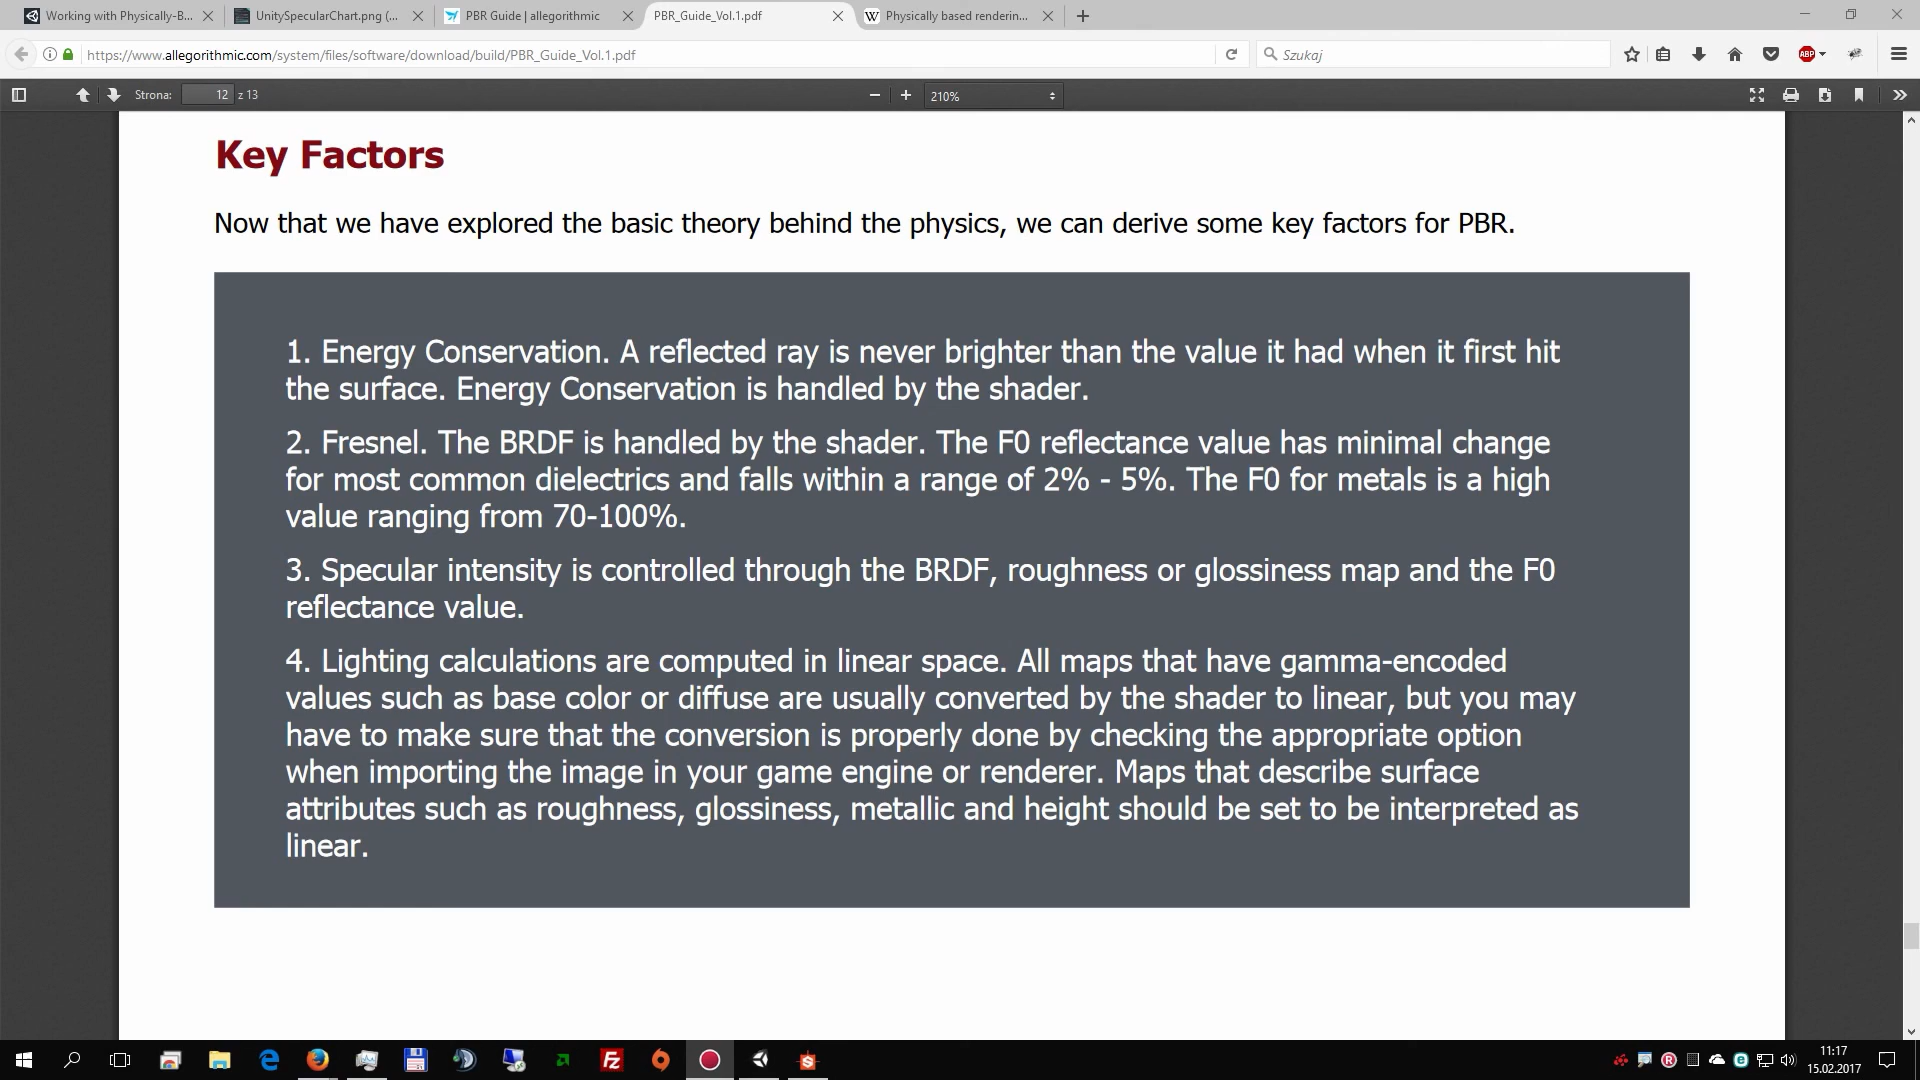 Working with Physically-B...
UnitySpecularChart.png (...
PBR Guide | allegorithmic
PBR_Guide_Vol.1.pdf
Physically based renderin...
https://www.allegorithmic.com/system/files/software/download/build/PBR_Guide_Vol.1.pdf
Szukaj
ABP
Strona: 12 z 13
210%
Key Factors
Now that we have explored the basic theory behind the physics, we can derive some key factors for PBR.
1. Energy Conservation. A reflected ray is never brighter than the value it had when it first hit
the surface. Energy Conservation is handled by the shader.
2. Fresnel. The BRDF is handled by the shader. The F0 reflectance value has minimal change
for most common dielectrics and falls within a range of 2% - 5%. The F0 for metals is a high
value ranging from 70-100%.
3. Specular intensity is controlled through the BRDF, roughness or glossiness map and the F0
reflectance value.
4. Lighting calculations are computed in linear space. All maps that have gamma-encoded
values such as base color or diffuse are usually converted by the shader to linear, but you may
have to make sure that the conversion is properly done by checking the appropriate option
when importing the image in your game engine or renderer. Maps that describe surface
attributes such as roughness, glossiness, metallic and height should be set to be interpreted as
linear.
11:17
15.02.2017